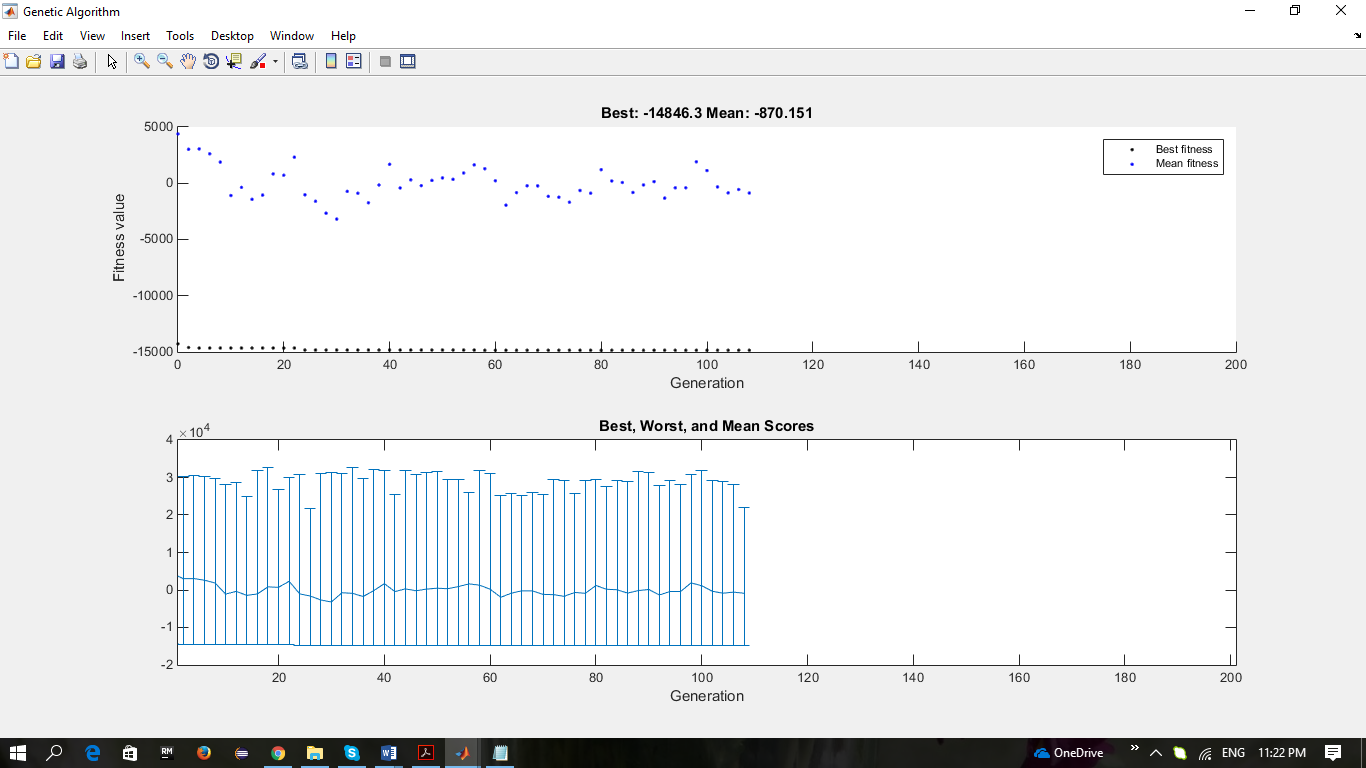 Genetic Algorithm
File Edit View Insert Tools Desktop Window Help
Best: -14846.3 Mean: -870.151
Best fitness
Mean fitness
5000
0
-5000
-10000
-15000
Fitness value
0 20 40 60 80 100 120 140 160 180 200
Generation
Best, Worst, and Mean Scores
×10⁴
4
3
2
1
0
-1
-2
20 40 60 80 100 120 140 160 180 200
Generation
RM OneDrive ENG 11:22 PM